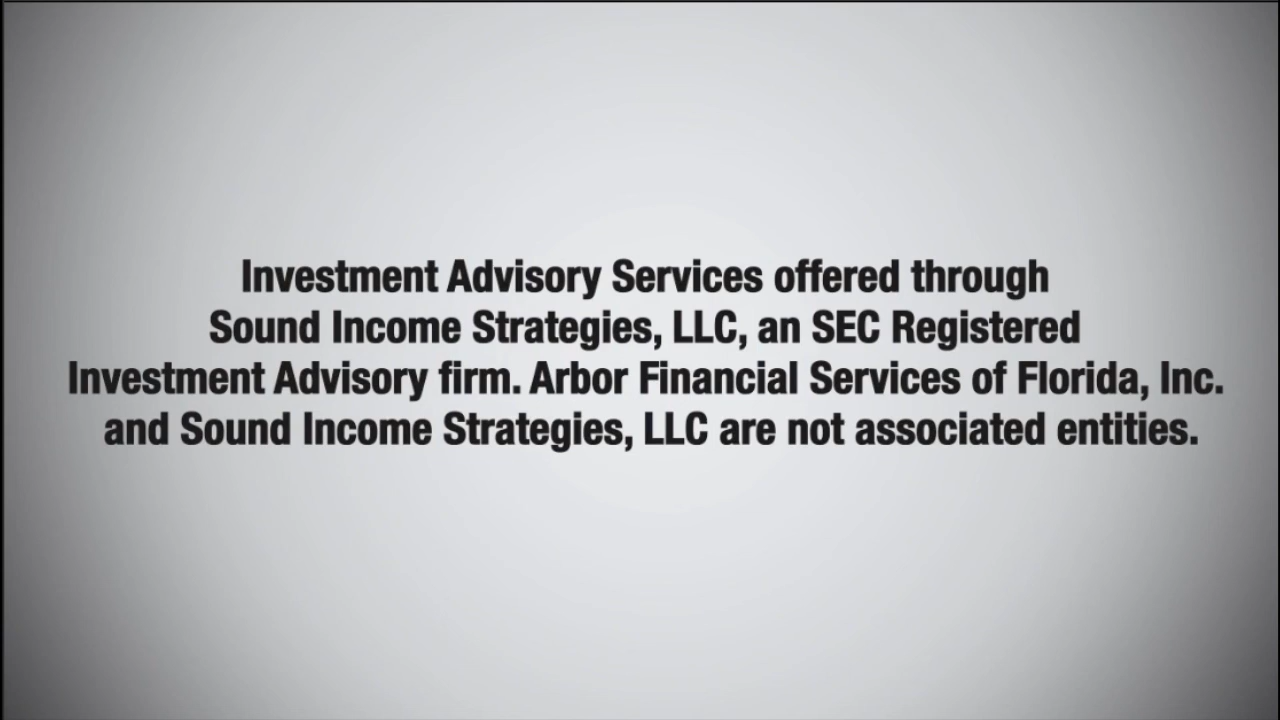 Investment Advisory Services offered through
Sound Income Strategies, LLC, an SEC Registered
Investment Advisory firm. Arbor Financial Services of Florida, Inc.
and Sound Income Strategies, LLC are not associated entities.